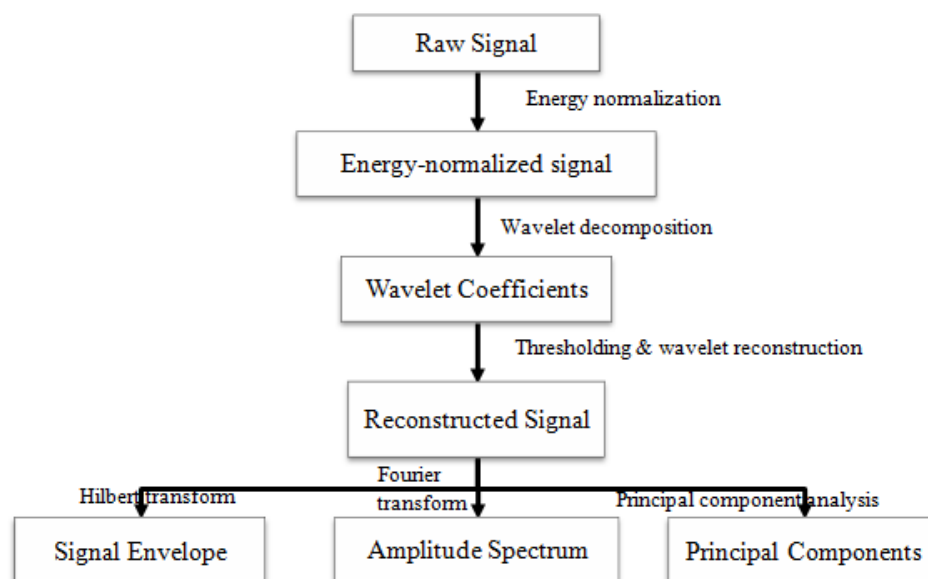 Raw Signal
Energy normalization
Energy-normalized signal
Wavelet decomposition
Wavelet Coefficients
Thresholding & wavelet reconstruction
Reconstructed Signal
Fourier
transform
Hilbert transform
Principal component analysis
Signal Envelope
Amplitude Spectrum
Principal Components